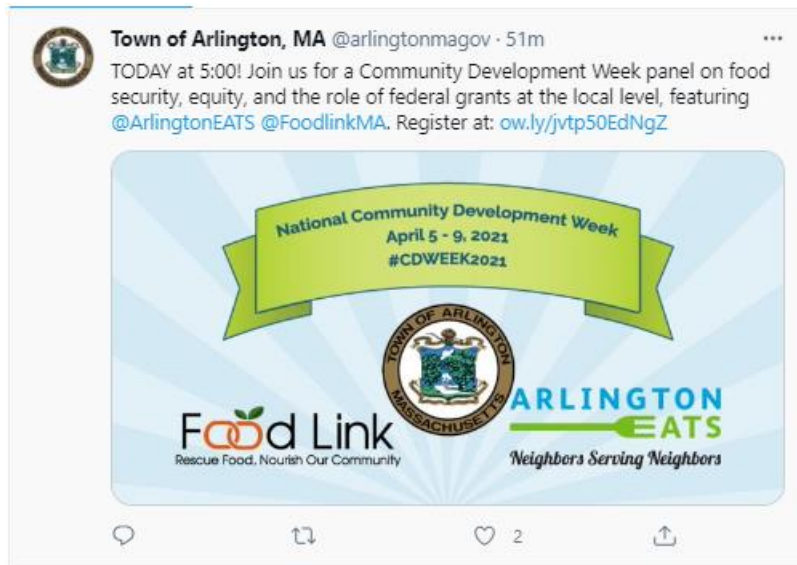 Town of Arlington, MA @arlingtonmagov · 51m
TODAY at 5:00! Join us for a Community Development Week panel on food
security, equity, and the role of federal grants at the local level, featuring
@ArlingtonEATS @FoodlinkMA. Register at: ow.ly/jvtp50EdNgZ
National Community Development Week
April 5 - 9, 2021
#CDWEEK2021
TOWN OF ARLINGTON
MASSACHUSETTS
Food Link
Rescue Food, Nourish Our Community
ARLINGTON
EATS
Neighbors Serving Neighbors
2